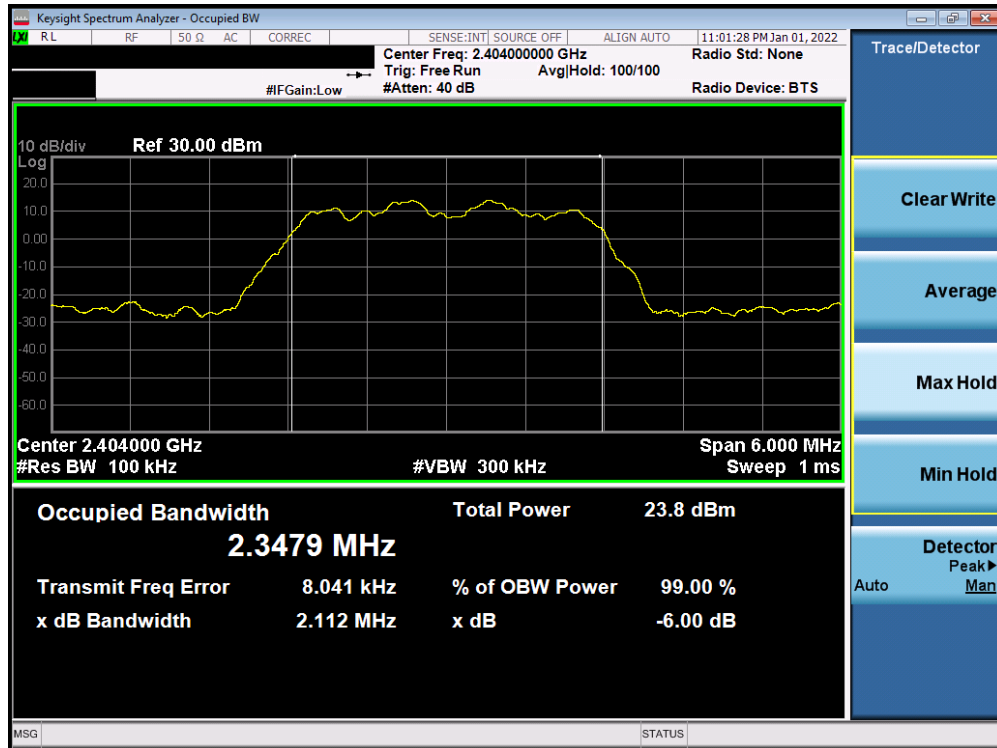 Keysight Spectrum Analyzer - Occupied BW
LXI RL RF 50 Ω AC CORREC SENSE:INT SOURCE OFF ALIGN AUTO 11:01:28 PM Jan 01, 2022
Center Freq: 2.404000000 GHz Radio Std: None
Trig: Free Run Avg|Hold: 100/100
#IFGain:Low #Atten: 40 dB Radio Device: BTS
Trace/Detector
10 dB/div Ref 30.00 dBm
Log
20.0
10.0
0.00
-10.0
-20.0
-30.0
-40.0
-50.0
-60.0
Center 2.404000 GHz Span 6.000 MHz
#Res BW 100 kHz #VBW 300 kHz Sweep 1 ms
Occupied Bandwidth Total Power 23.8 dBm
2.3479 MHz
Transmit Freq Error 8.041 kHz % of OBW Power 99.00 %
x dB Bandwidth 2.112 MHz x dB -6.00 dB
Clear Write
Average
Max Hold
Min Hold
Detector
Peak▶
Auto Man
MSG STATUS